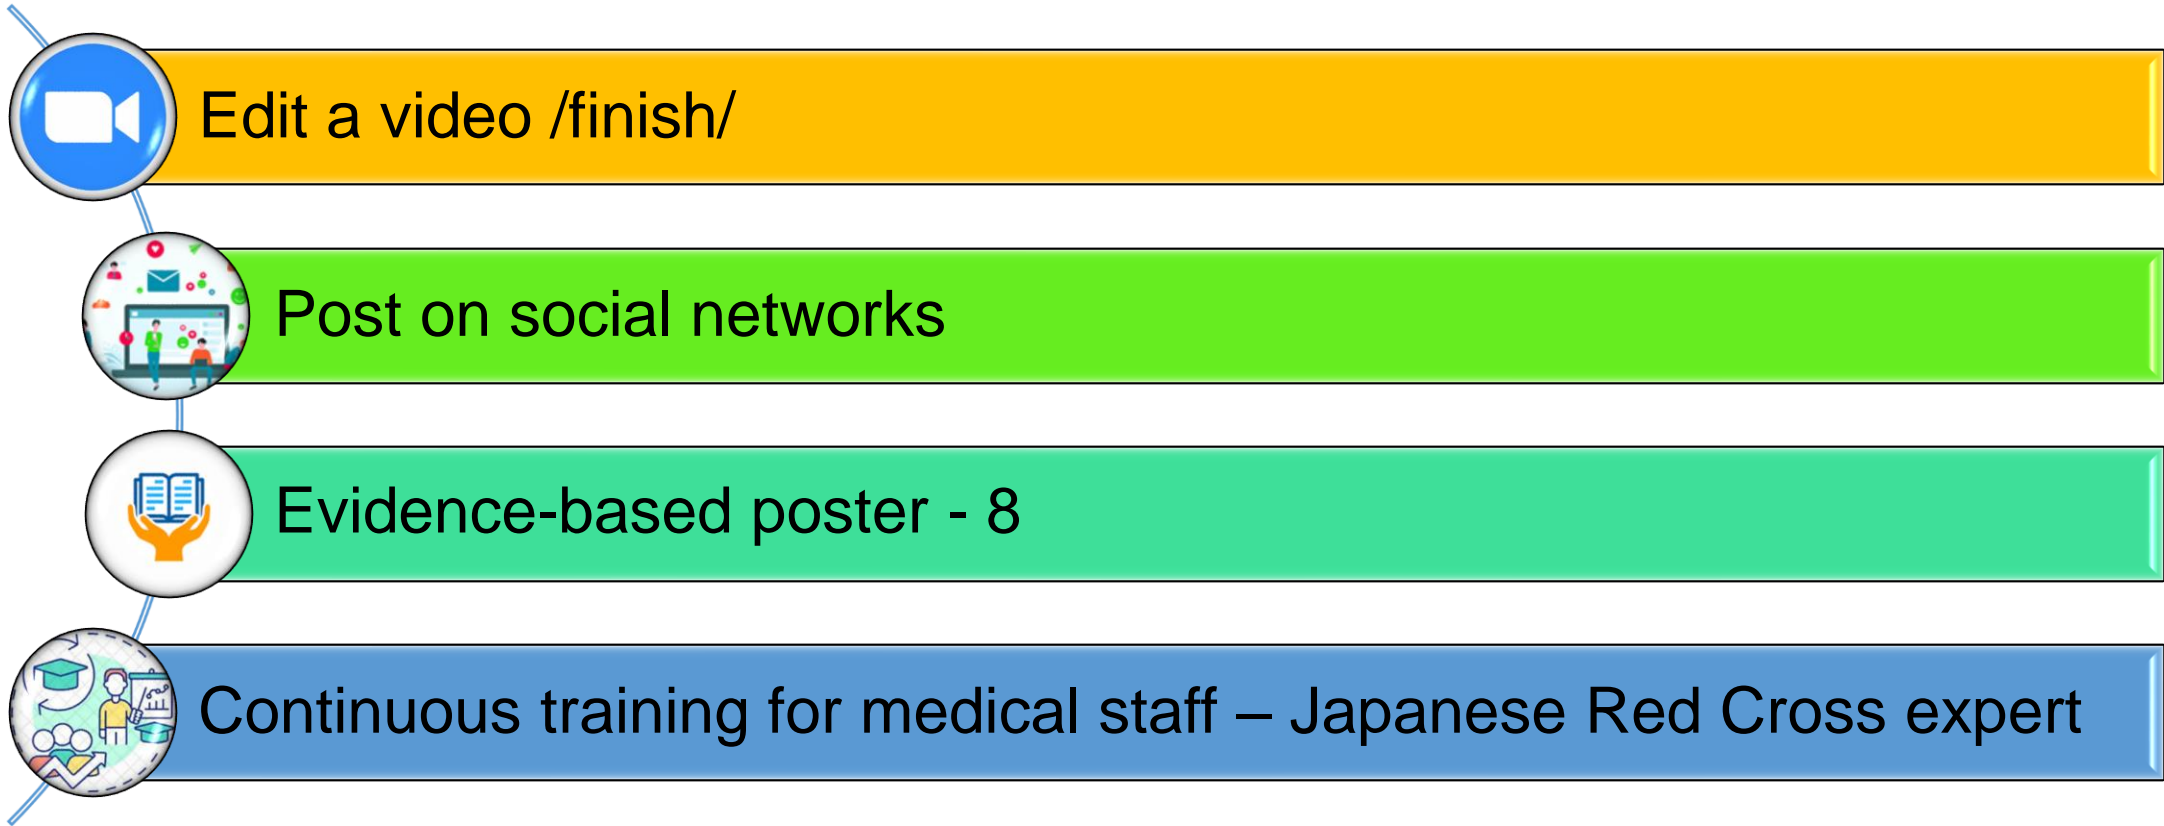 Edit a video /finish/
Post on social networks
Evidence-based poster - 8
Continuous training for medical staff – Japanese Red Cross expert